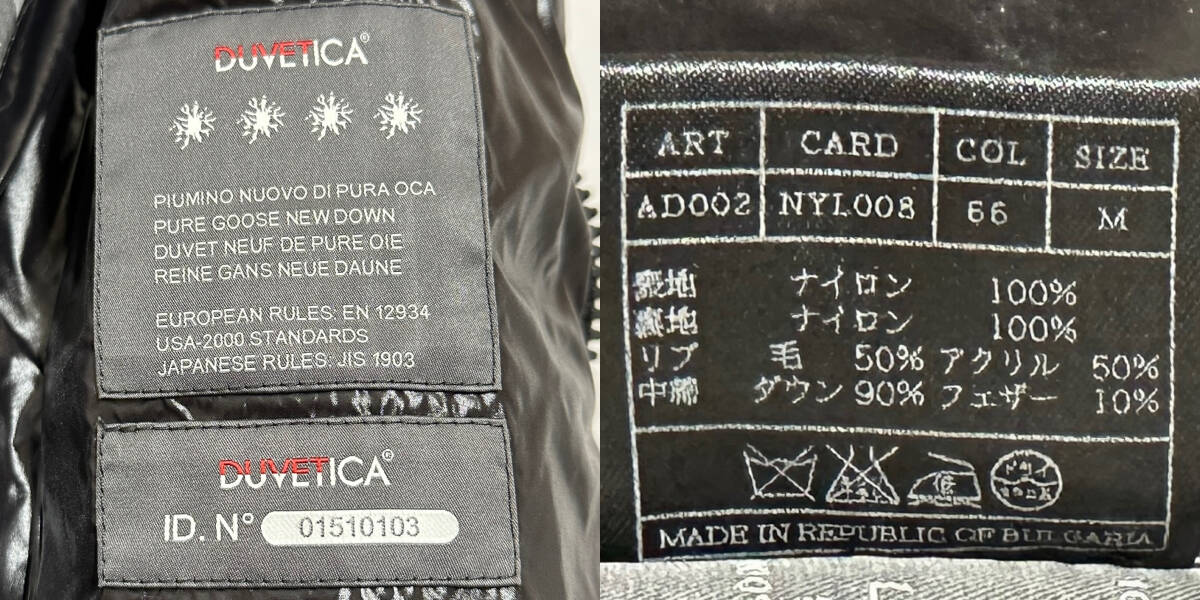 DUVETICA®
PIUMINO NUOVO DI PURA OCA
PURE GOOSE NEW DOWN
DUVET NEUF DE PURE OIE
REINE GANS NEUE DAUNE
EUROPEAN RULES: EN 12934
USA-2000 STANDARDS
JAPANESE RULES: JIS 1903
DUVETICA®
ID. N° 01510103
ART CARD COL SIZE
AD002 NYL008 66 M
表地 ナイロン 100%
裏地 ナイロン 100%
リブ 毛 50% アクリル 50%
中綿 ダウン 90% フェザー 10%
ドライ
MADE IN REPUBLIC OF BULGARIA